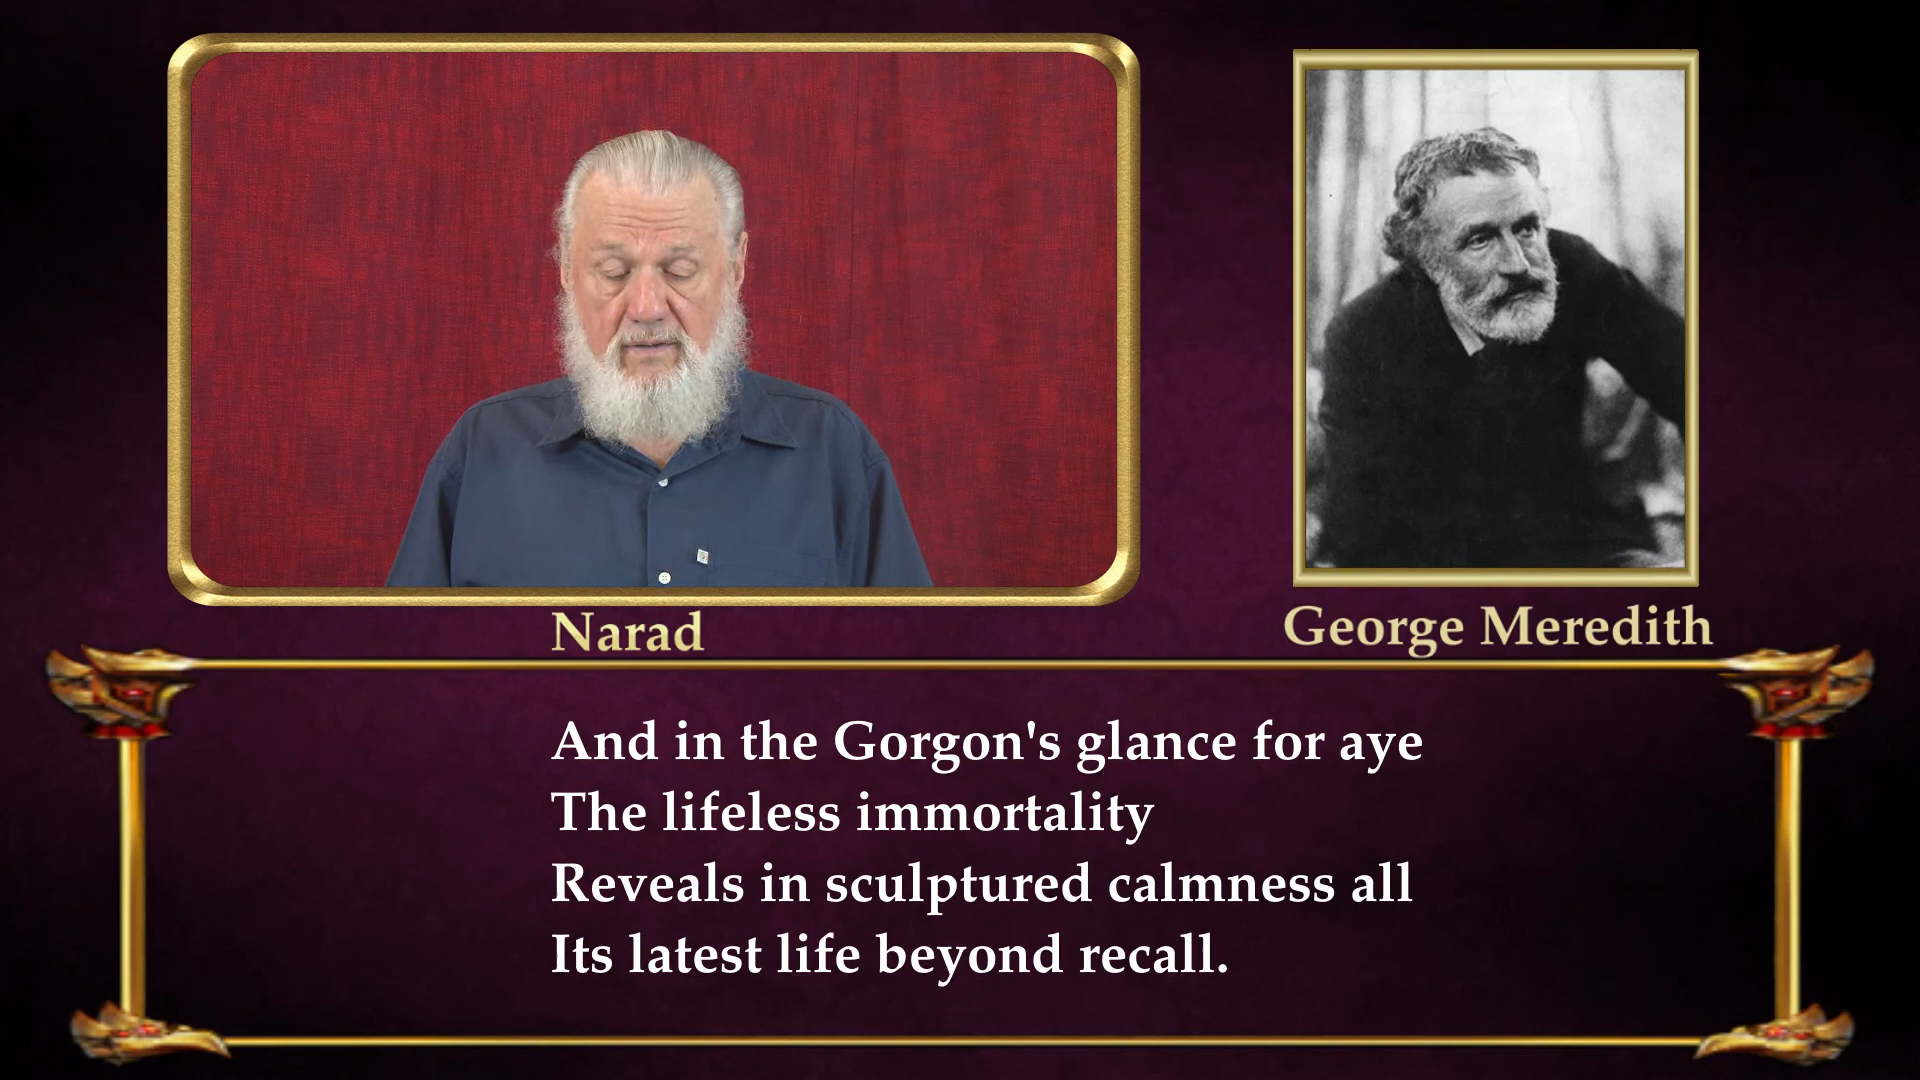 Narad
George Meredith
And in the Gorgon's glance for aye
The lifeless immortality
Reveals in sculptured calmness all
Its latest life beyond recall.